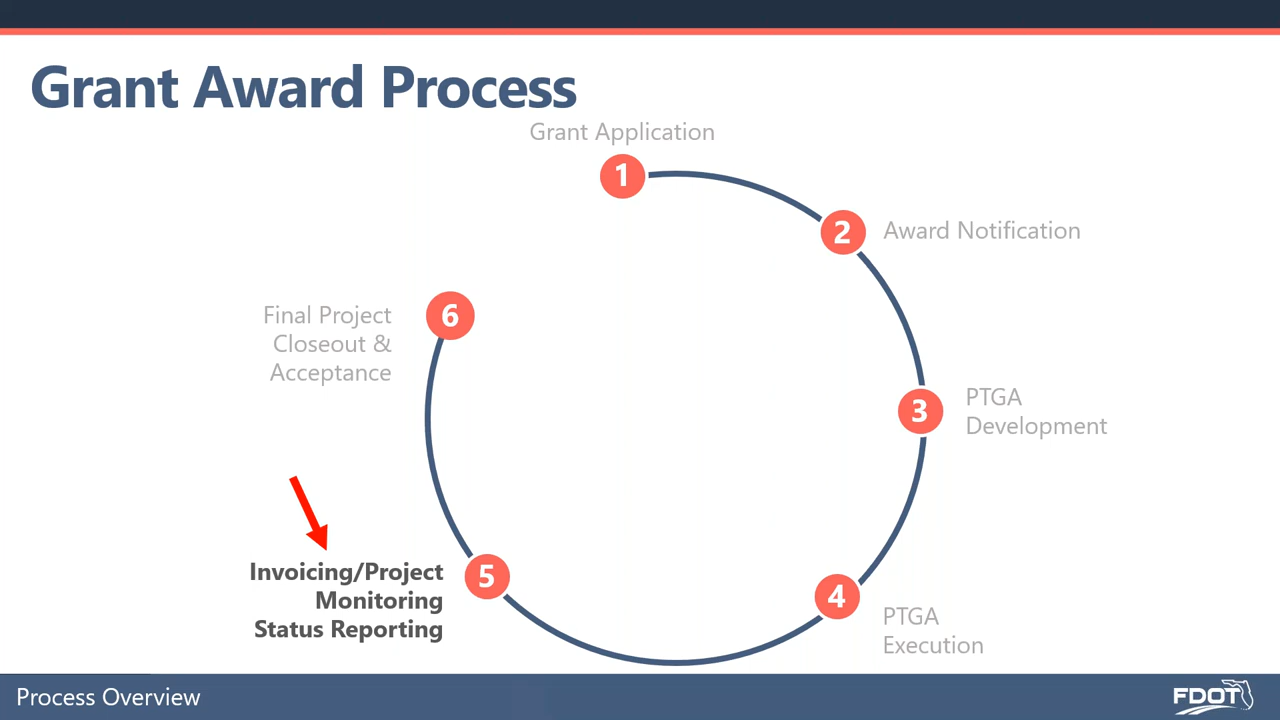 Grant Award Process
Grant Application
1
2
Award Notification
3
PTGA
Development
4
PTGA
Execution
5
Invoicing/Project
Monitoring
Status Reporting
6
Final Project
Closeout &
Acceptance
Process Overview
FDOT